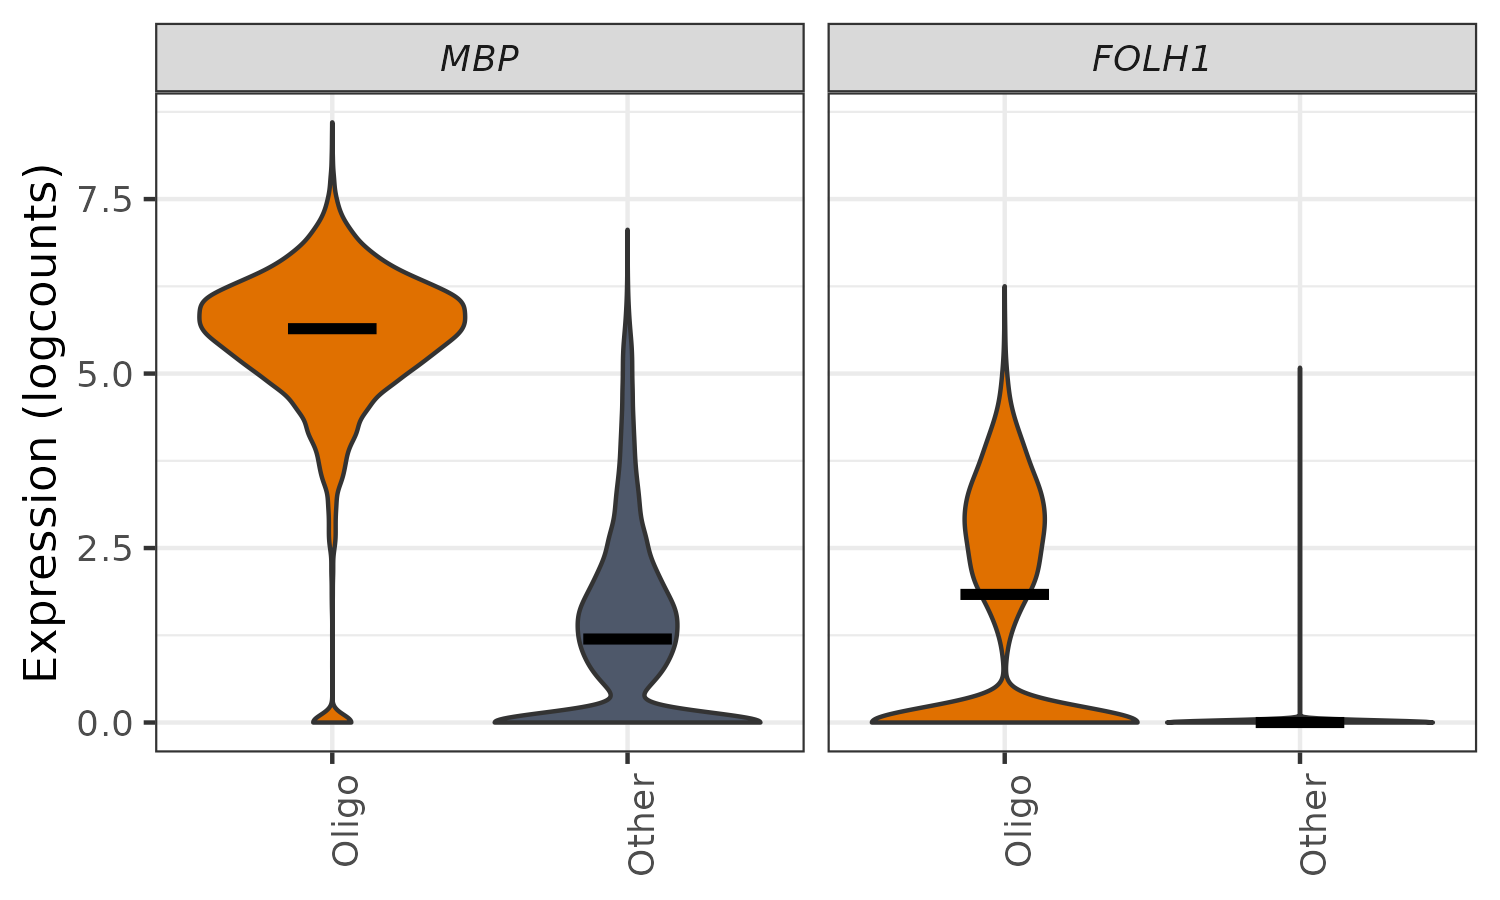 MBP
FOLH1
Expression (logcounts)
7.5
5.0
2.5
0.0
Oligo
Other
Oligo
Other